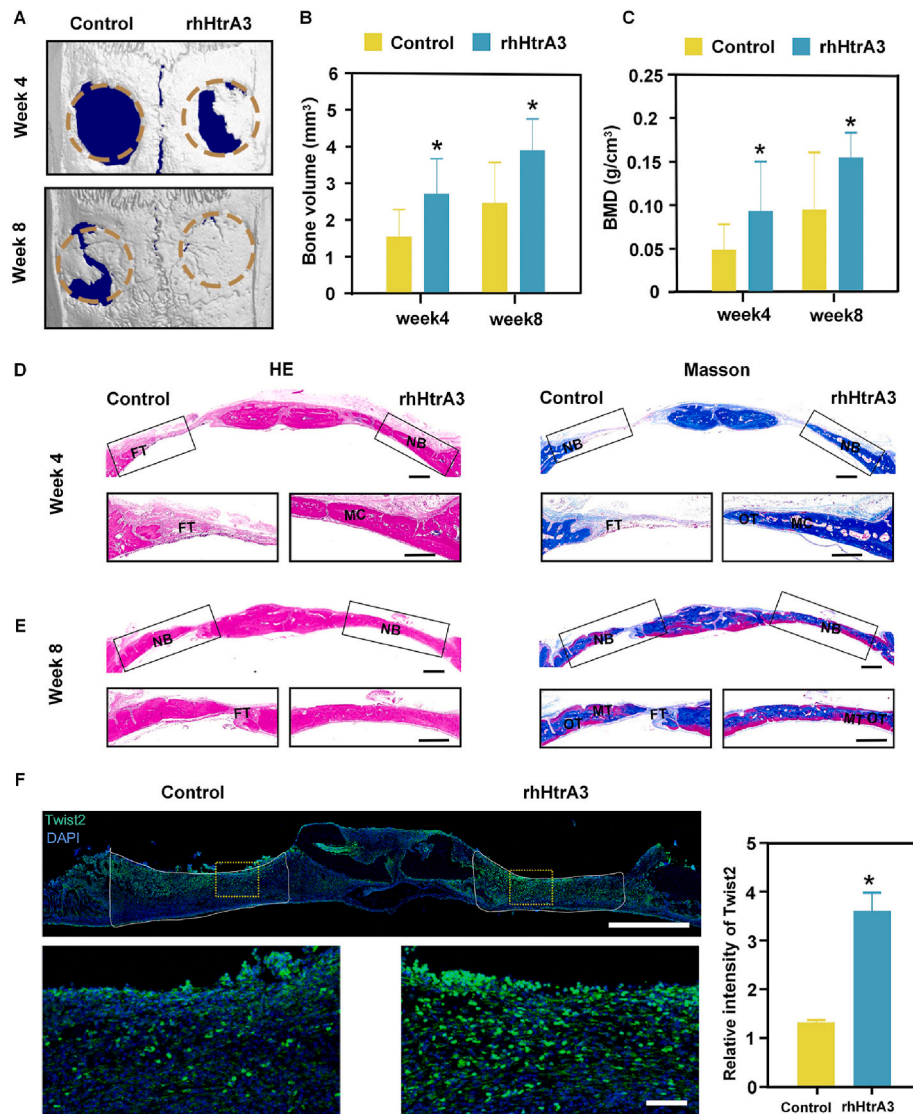 A
Control
rhHtrA3
Week 4
Week 8
B
Control
rhHtrA3
Bone volume (mm³)
6
5
4
3
2
1
0
*
*
week4
week8
C
Control
rhHtrA3
BMD (g/cm³)
0.25
0.20
0.15
0.10
0.05
0
*
*
week4
week8
D
HE
Masson
Control
rhHtrA3
Control
rhHtrA3
Week 4
FT
NB
NB
NB
FT
MC
FT
OT
MC
E
Week 8
NB
NB
NB
NB
FT
OT
MT
FT
MT
OT
F
Control
rhHtrA3
Twist2
DAPI
Relative intensity of Twist2
5
4
3
2
1
0
*
Control
rhHtrA3